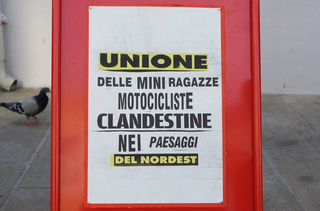 UNIONE
DELLE MINI RAGAZZE
MOTOCICLISTE
CLANDESTINE
NEI PAESAGGI
DEL NORDEST